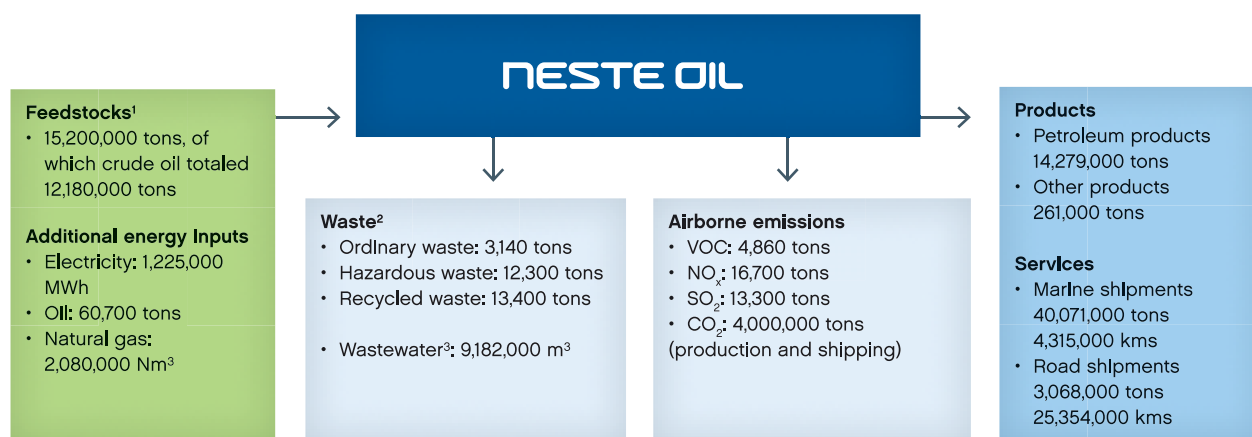 NESTE OIL
Feedstocks¹
• 15,200,000 tons, of
which crude oil totaled
12,180,000 tons
Additional energy Inputs
• Electricity: 1,225,000
MWh
• Oil: 60,700 tons
• Natural gas:
2,080,000 Nm³
Waste²
• Ordinary waste: 3,140 tons
• Hazardous waste: 12,300 tons
• Recycled waste: 13,400 tons
• Wastewater³: 9,182,000 m³
Airborne emissions
• VOC: 4,860 tons
• NOₓ: 16,700 tons
• SO₂: 13,300 tons
• CO₂: 4,000,000 tons
(production and shipping)
Products
• Petroleum products
14,279,000 tons
• Other products
261,000 tons
Services
• Marine shipments
40,071,000 tons
4,315,000 kms
• Road shipments
3,068,000 tons
25,354,000 kms